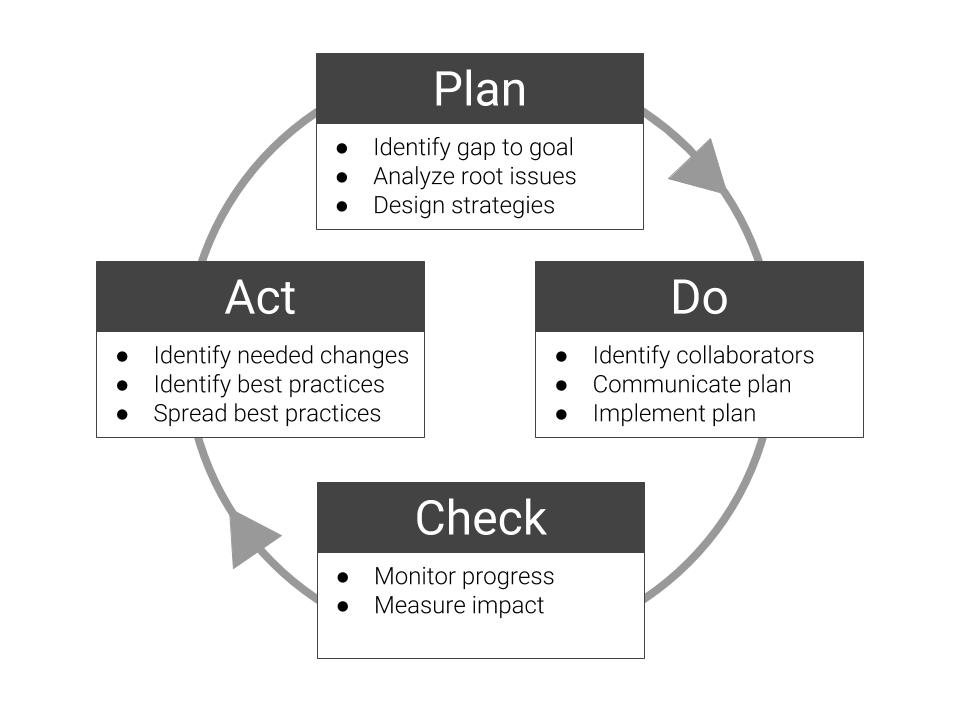 Plan
● Identify gap to goal
● Analyze root issues
● Design strategies
Act
● Identify needed changes
● Identify best practices
● Spread best practices
Do
● Identify collaborators
● Communicate plan
● Implement plan
Check
● Monitor progress
● Measure impact